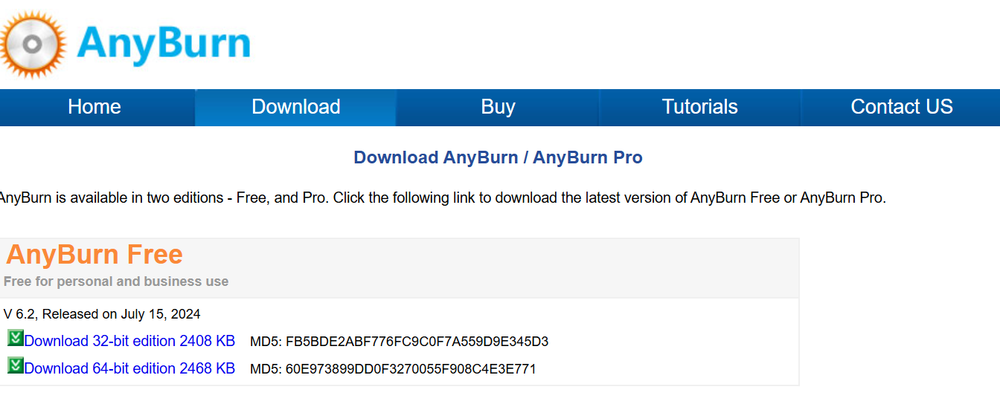 AnyBurn
Home Download Buy Tutorials Contact US
Download AnyBurn / AnyBurn Pro
AnyBurn is available in two editions - Free, and Pro. Click the following link to download the latest version of AnyBurn Free or AnyBurn Pro.
AnyBurn Free
Free for personal and business use
V 6.2, Released on July 15, 2024
Download 32-bit edition 2408 KB MD5: FB5BDE2ABF776FC9C0F7A559D9E345D3
Download 64-bit edition 2468 KB MD5: 60E973899DD0F3270055F908C4E3E771